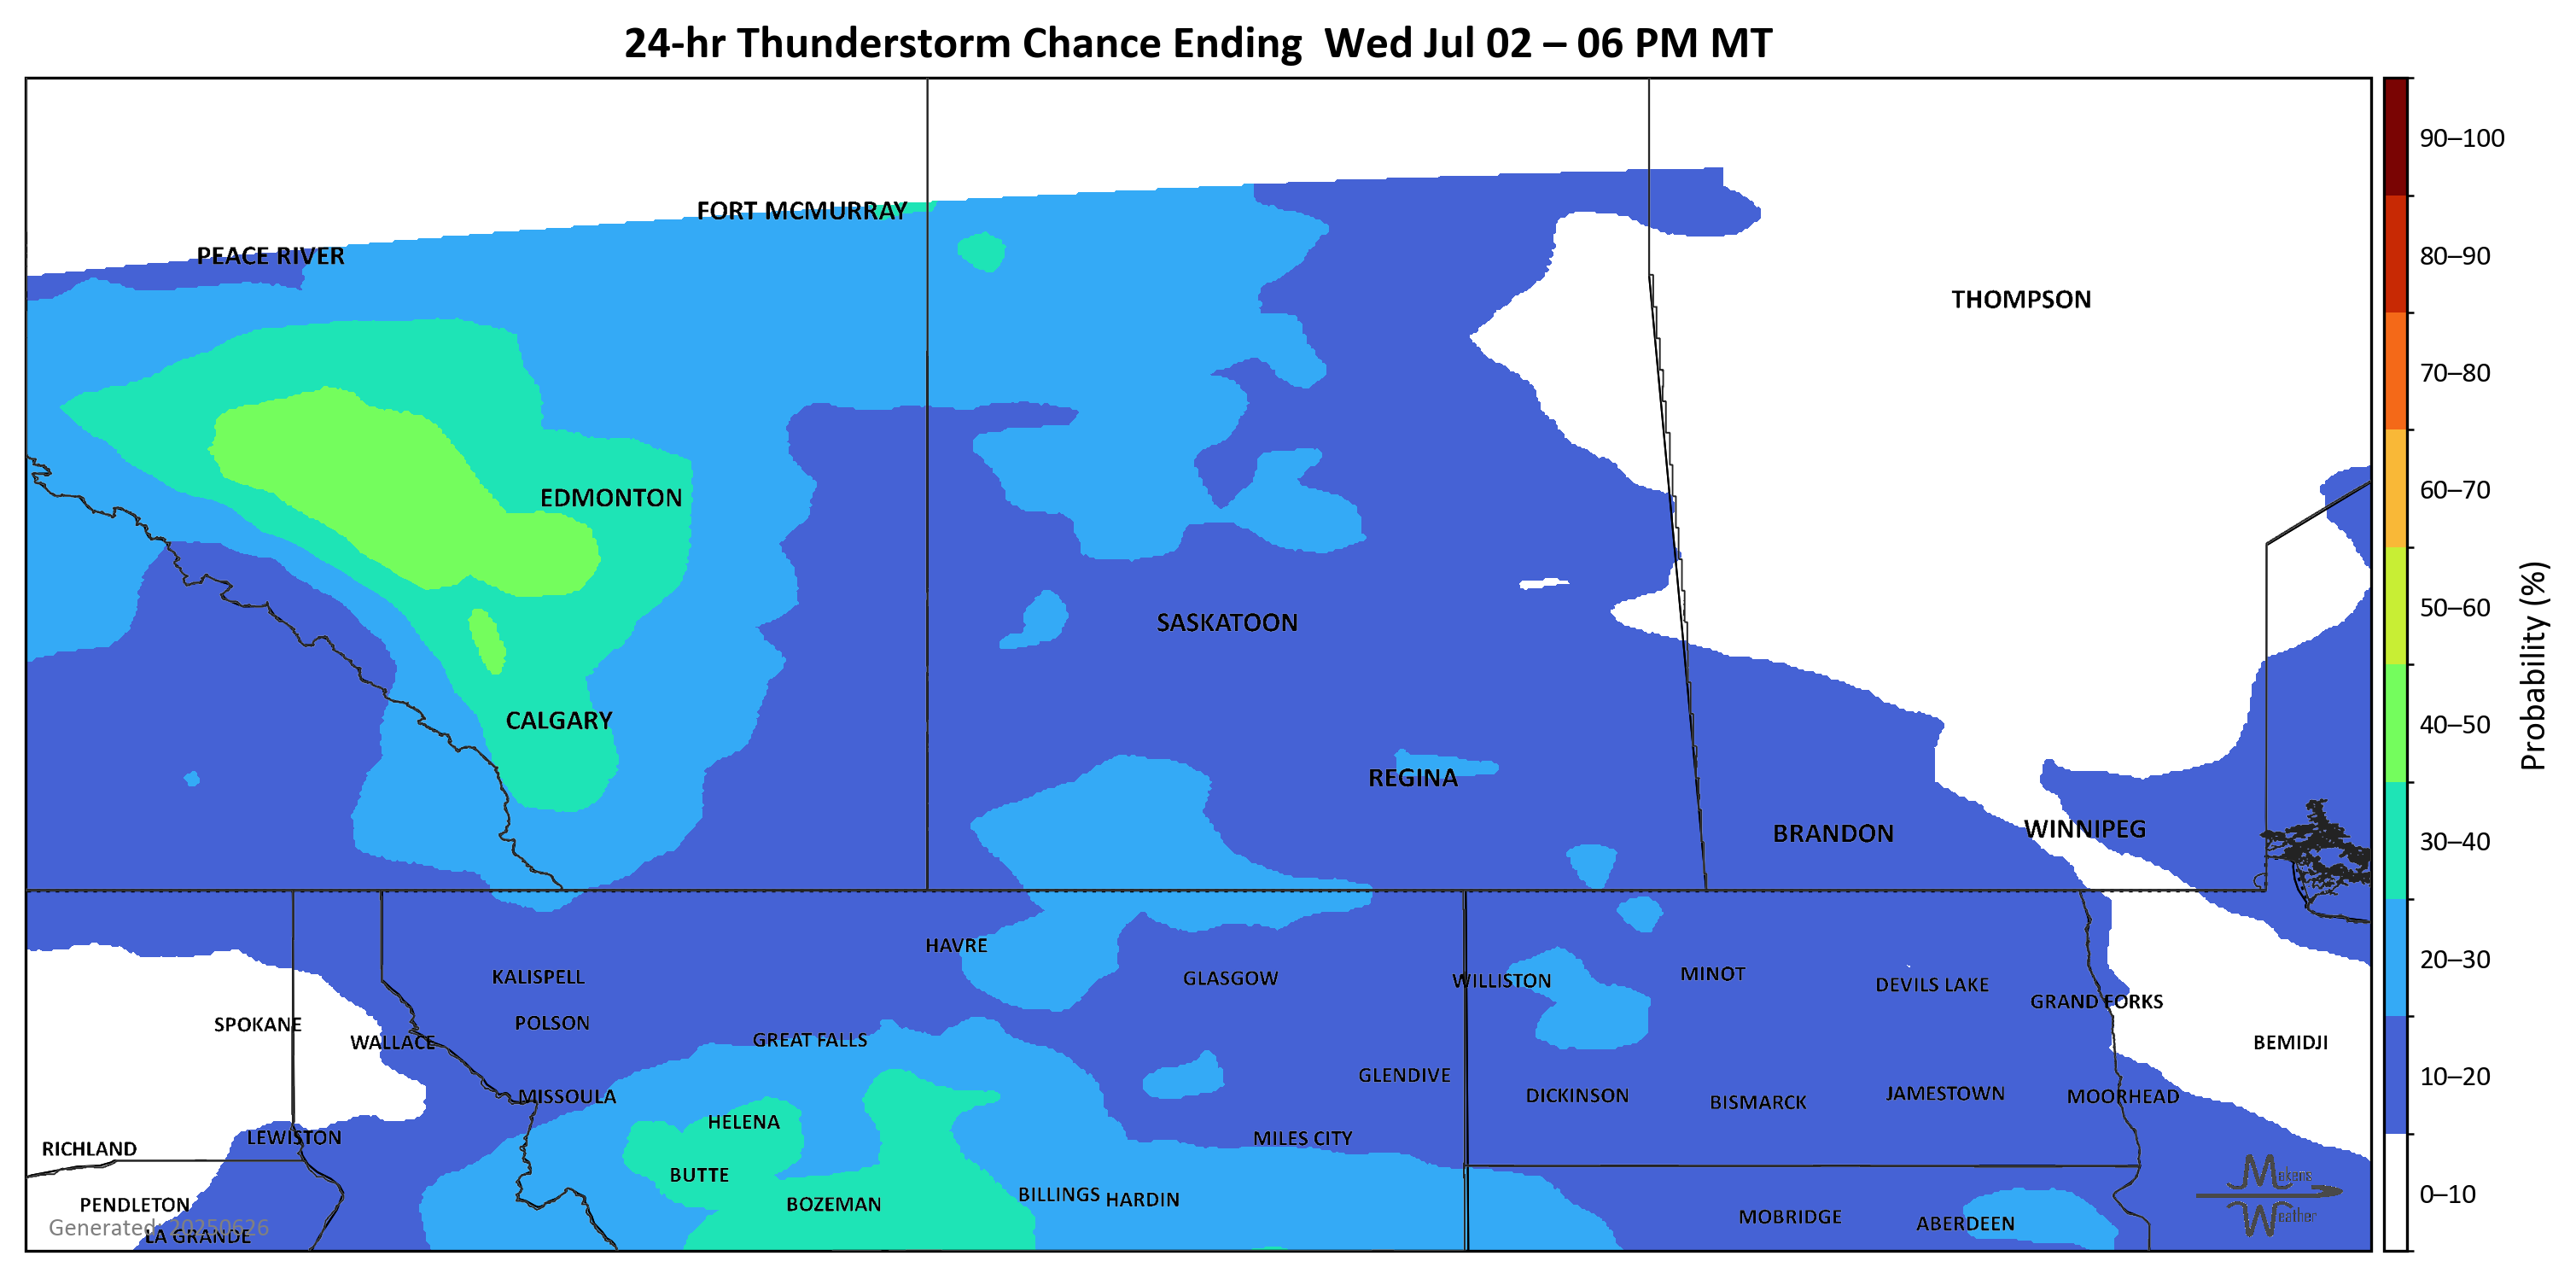 24-hr Thunderstorm Chance Ending  Wed Jul 02 – 06 PM MT
90–100
FORT MCMURRAY
PEACE RIVER
80–90
THOMPSON
70–80
EDMONTON
60–70
SASKATOON
50–60
CALGARY
40–50
Probability (%)
REGINA
BRANDON
WINNIPEG
30–40
HAVRE
KALISPELL
GLASGOW
WILLISTON
MINOT
DEVILS LAKE
20–30
GRAND FORKS
SPOKANE
POLSON
WALLACE
GREAT FALLS
BEMIDJI
GLENDIVE
10–20
MISSOULA
DICKINSON
BISMARCK
JAMESTOWN
MOORHEAD
HELENA
LEWISTON
MILES CITY
RICHLAND
BUTTE
Mekens
Weather
0–10
PENDLETON
BOZEMAN
BILLINGS
HARDIN
MOBRIDGE
ABERDEEN
Generated: 20250626
LA GRANDE